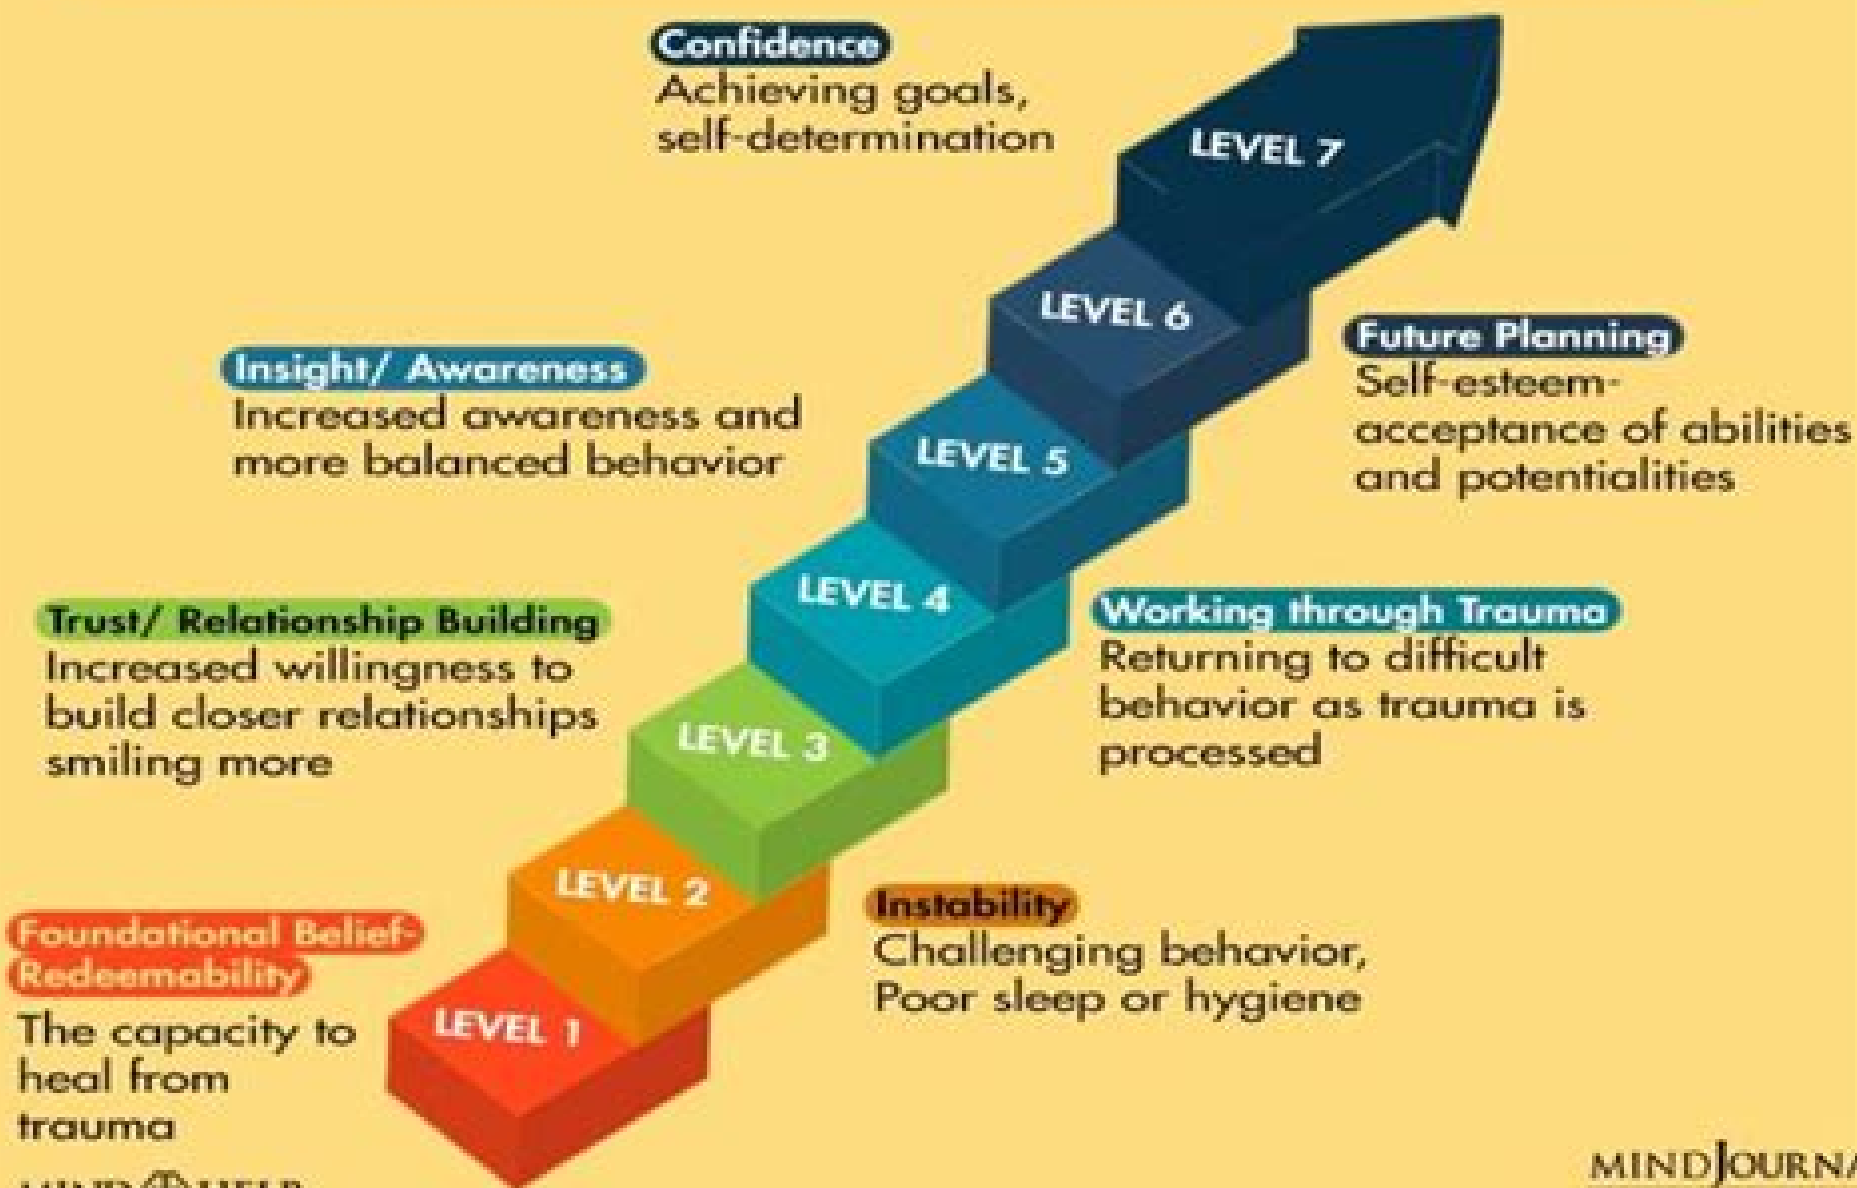 Confidence
Achieving goals,
self-determination
LEVEL 7
LEVEL 6
Future Planning
Self-esteem-
acceptance of abilities
and potentialities
Insight/ Awareness
Increased awareness and
more balanced behavior
LEVEL 5
LEVEL 4
Working through Trauma
Returning to difficult
behavior as trauma is
processed
Trust/ Relationship Building
Increased willingness to
build closer relationships
smiling more
LEVEL 3
LEVEL 2
Instability
Challenging behavior,
Poor sleep or hygiene
Foundational Belief-
Redeemability
The capacity to
heal from
trauma
LEVEL 1
MIND HELP
MINDJOURNA